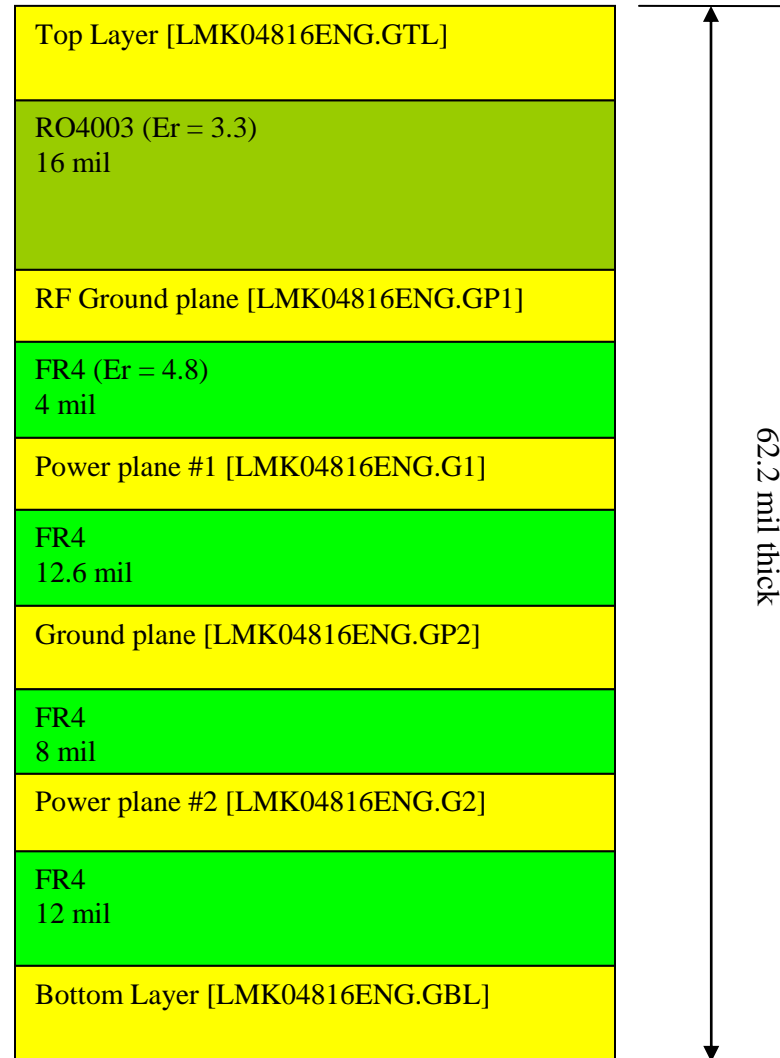 Top Layer [LMK04816ENG.GTL]
RO4003 (Er = 3.3)
16 mil
RF Ground plane [LMK04816ENG.GP1]
FR4 (Er = 4.8)
4 mil
Power plane #1 [LMK04816ENG.G1]
FR4
12.6 mil
Ground plane [LMK04816ENG.GP2]
FR4
8 mil
Power plane #2 [LMK04816ENG.G2]
FR4
12 mil
Bottom Layer [LMK04816ENG.GBL]
62.2 mil thick